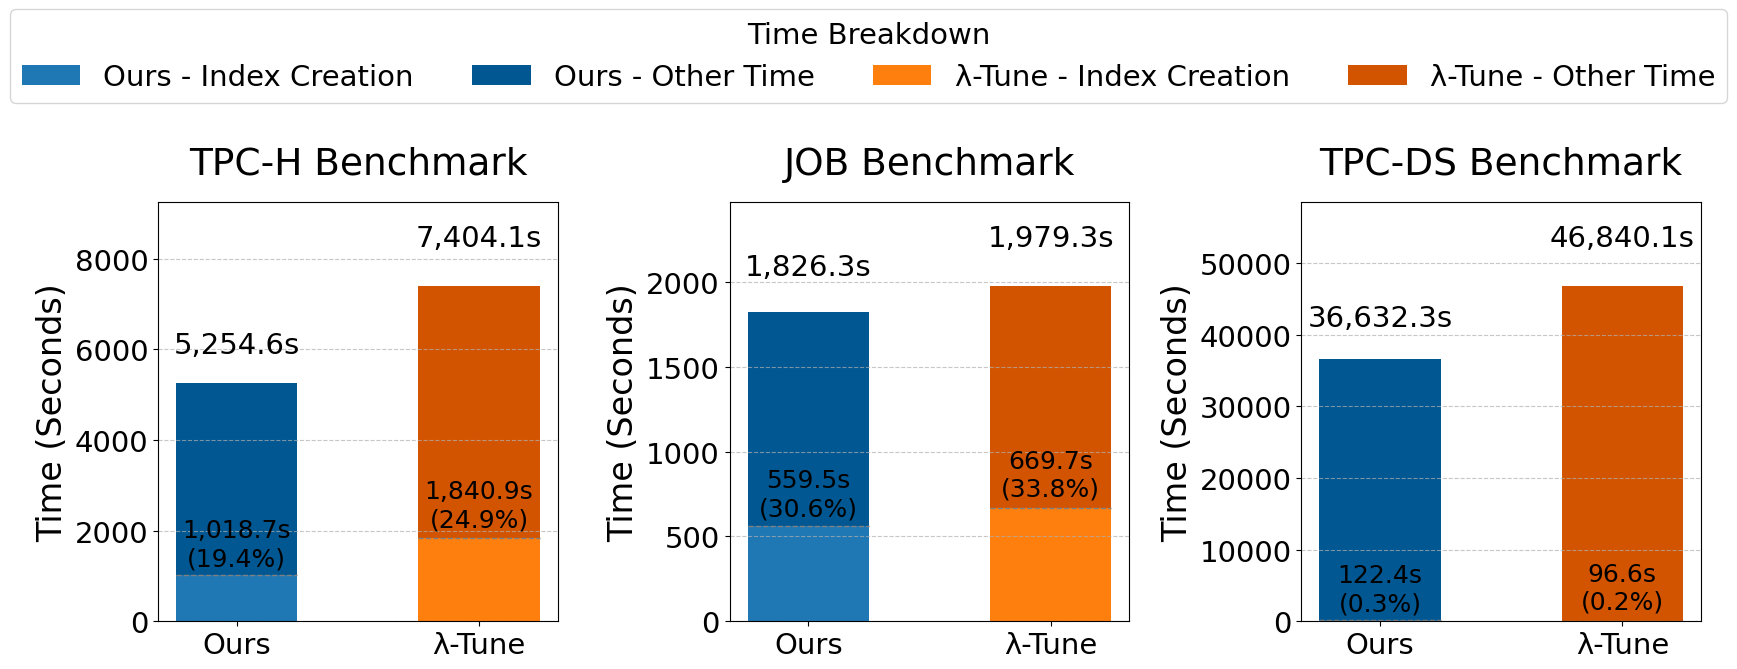 Time Breakdown
Ours - Index Creation
Ours - Other Time
λ-Tune - Index Creation
λ-Tune - Other Time
TPC-H Benchmark
Time (Seconds)
8000
6000
4000
2000
0
5,254.6s
7,404.1s
1,018.7s
(19.4%)
1,840.9s
(24.9%)
Ours
λ-Tune
JOB Benchmark
Time (Seconds)
2000
1500
1000
500
0
1,826.3s
1,979.3s
559.5s
(30.6%)
669.7s
(33.8%)
Ours
λ-Tune
TPC-DS Benchmark
Time (Seconds)
50000
40000
30000
20000
10000
0
36,632.3s
46,840.1s
122.4s
(0.3%)
96.6s
(0.2%)
Ours
λ-Tune